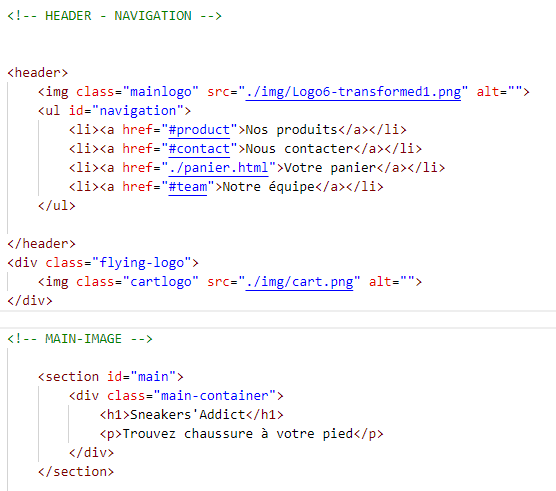 <!-- HEADER - NAVIGATION -->
<header>
<img class="mainlogo" src="./img/Logo6-transformed1.png" alt="">
<ul id="navigation">
<li><a href="#product">Nos produits</a></li>
<li><a href="#contact">Nous contacter</a></li>
<li><a href="./panier.html">Votre panier</a></li>
<li><a href="#team">Notre équipe</a></li>
</ul>
</header>
<div class="flying-logo">
<img class="cartlogo" src="./img/cart.png" alt="">
</div>
<!-- MAIN-IMAGE -->
<section id="main">
<div class="main-container">
<h1>Sneakers'Addict</h1>
<p>Trouvez chaussure à votre pied</p>
</div>
</section>